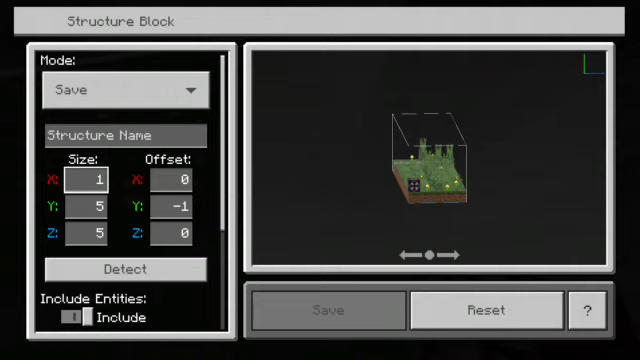 Structure Block
Mode:
Save
Structure Name
Size: Offset:
X: 1 X: 0
Y: 5 Y: -1
Z: 5 Z: 0
Detect
Include Entities:
Include
Save Reset ?